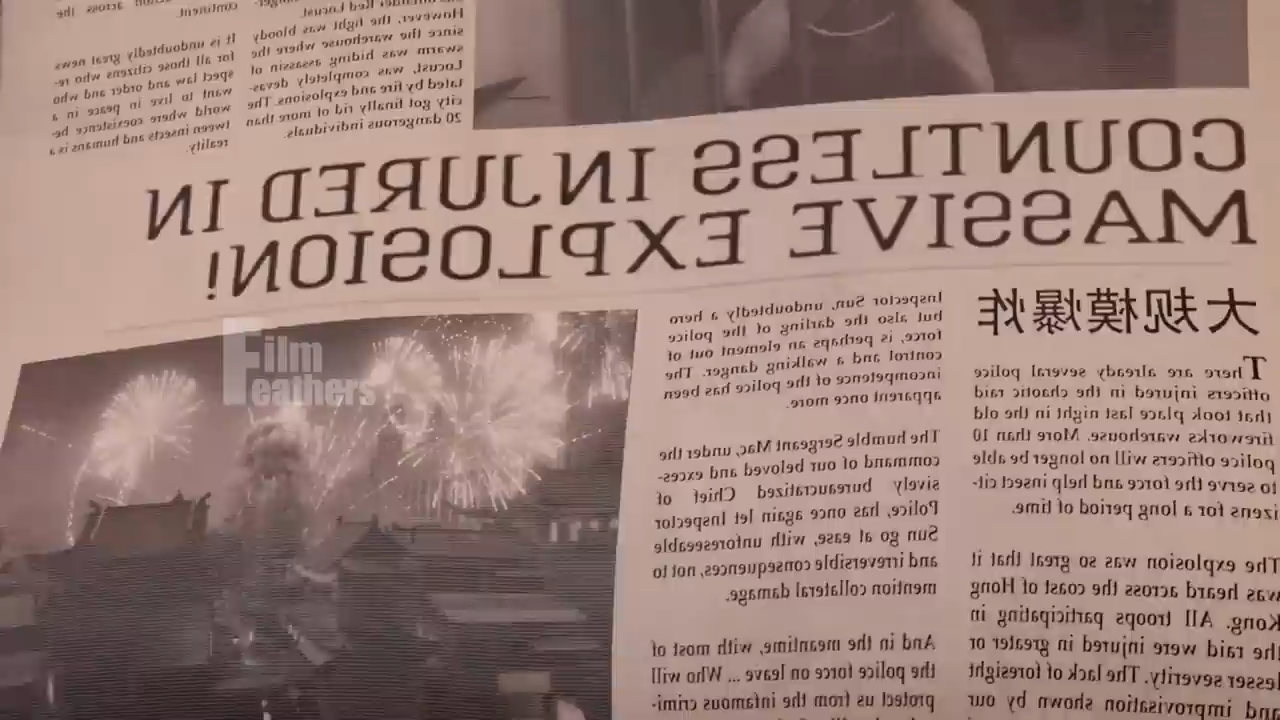 Red Locust.
However, the fight was bloody
since the warehouse where the
swarm was hiding assassin of
Locust, was completely devas-
tated by fire and explosions. The
city got finally rid of more than
20 dangerous individuals.
across the
continent.
It is undoubtedly great news
for all those citizens who re-
spect law and order and who
want to live in peace in a
world where coexistence be-
tween insects and humans is a
reality.
COUNTLESS INJURED IN
MASSIVE EXPLOSION!
大规模爆炸
There are already several police
officers injured in the chaotic raid
that took place last night in the old
fireworks warehouse. More than 10
police officers will no longer be able
to serve the force and help insect cit-
izens for a long period of time.
The explosion was so great that it
was heard across the coast of Hong
Kong. All troops participating in
the raid were injured in greater or
lesser severity. The lack of foresight
and improvisation shown by our
Inspector Sun, undoubtedly a hero
but also the darling of the police
force, is perhaps an element out of
control and a walking danger. The
incompetence of the police has been
apparent once more.
The humble Sergeant Mac, under the
command of our beloved and exces-
sively bureaucratized Chief of
Police, has once again let Inspector
Sun go at ease, with unforeseeable
and irreversible consequences, not to
mention collateral damage.
And in the meantime, with most of
the police force on leave ... Who will
protect us from the infamous crimi-
Film
Feathers